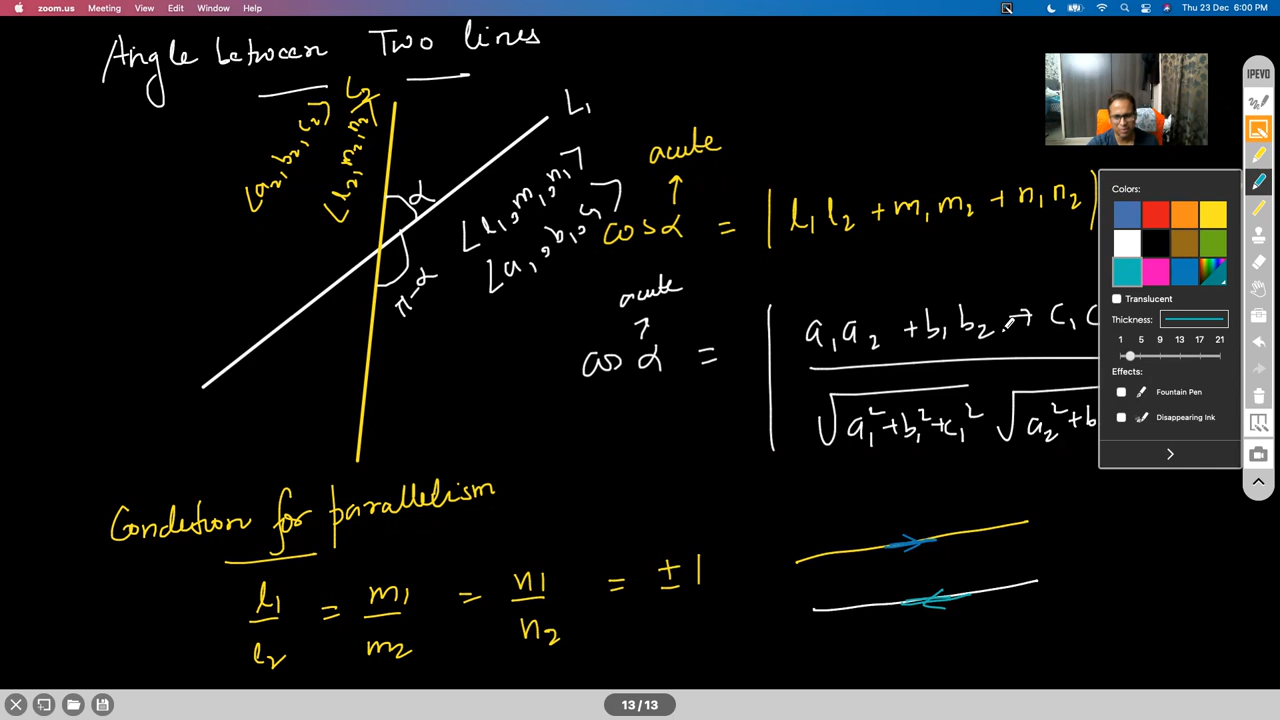 zoom.us Meeting View Edit Window Help Thu 23 Dec 6:00 PM
Angle between Two lines
L2
L1
[a2, b2, c2]
[l2, m2, n2]
α
π-α
[l1, m1, n1]
[a1, b1, c1]
acute
cos α = | l1 l2 + m1 m2 + n1 n2 |
acute
cos α = | a1 a2 + b1 b2 + c1 c
√a1² + b1² + c1² √a2² + b
Condition for parallelism
l1/l2 = m1/m2 = n1/n2 = ± 1
IPEVO
Colors:
Translucent
Thickness:
1 5 9 13 17 21
Effects:
Fountain Pen
Disappearing Ink
13/13